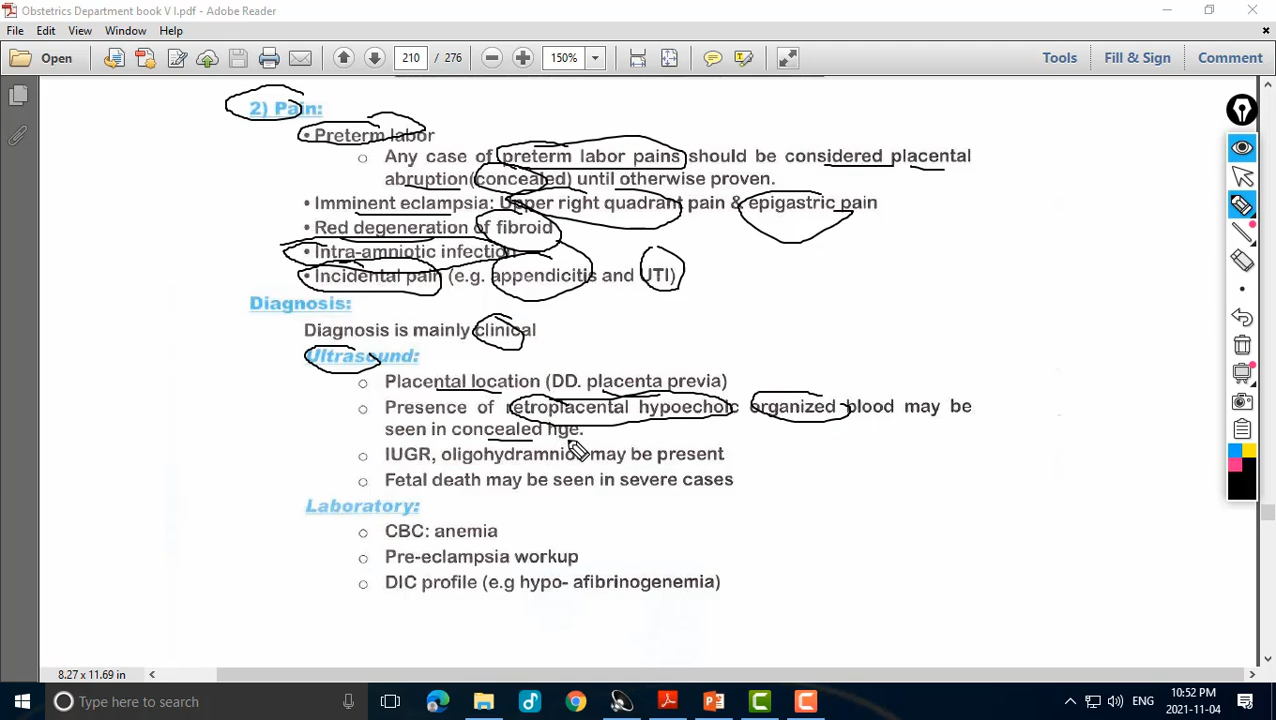 Obstetrics Department book V I.pdf - Adobe Reader
File Edit View Window Help
Open 210 / 276 150% Tools Fill & Sign Comment
2) Pain:
• Preterm labor
o Any case of preterm labor pains should be considered placental
abruption(concealed) until otherwise proven.
• Imminent eclampsia: Upper right quadrant pain & epigastric pain
• Red degeneration of fibroid
• Intra-amniotic infection
• Incidental pain (e.g. appendicitis and UTI)
Diagnosis:
Diagnosis is mainly clinical
Ultrasound:
o Placental location (DD. placenta previa)
o Presence of retroplacental hypoechoic organized blood may be
seen in concealed hge.
o IUGR, oligohydramnios may be present
o Fetal death may be seen in severe cases
Laboratory:
o CBC: anemia
o Pre-eclampsia workup
o DIC profile (e.g hypo- afibrinogenemia)
8.27 x 11.69 in
Type here to search
ENG
10:52 PM
2021-11-04